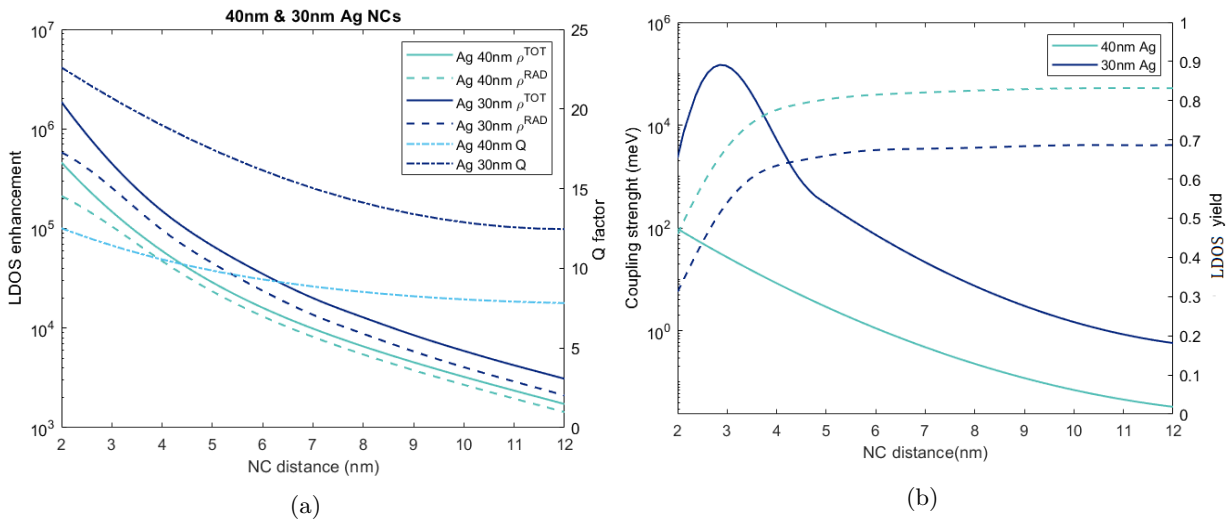 40nm & 30nm Ag NCs
10^7
10^6
10^5
10^4
10^3
LDOS enhancement
25
20
15
10
5
0
Q factor
2 3 4 5 6 7 8 9 10 11 12
NC distance (nm)
Ag 40nm ρ^TOT
Ag 40nm ρ^RAD
Ag 30nm ρ^TOT
Ag 30nm ρ^RAD
Ag 40nm Q
Ag 30nm Q
(a)
10^6
10^4
10^2
10^0
Coupling strenght (meV)
1
0.9
0.8
0.7
0.6
0.5
0.4
0.3
0.2
0.1
0
LDOS yield
2 3 4 5 6 7 8 9 10 11 12
NC distance(nm)
40nm Ag
30nm Ag
(b)